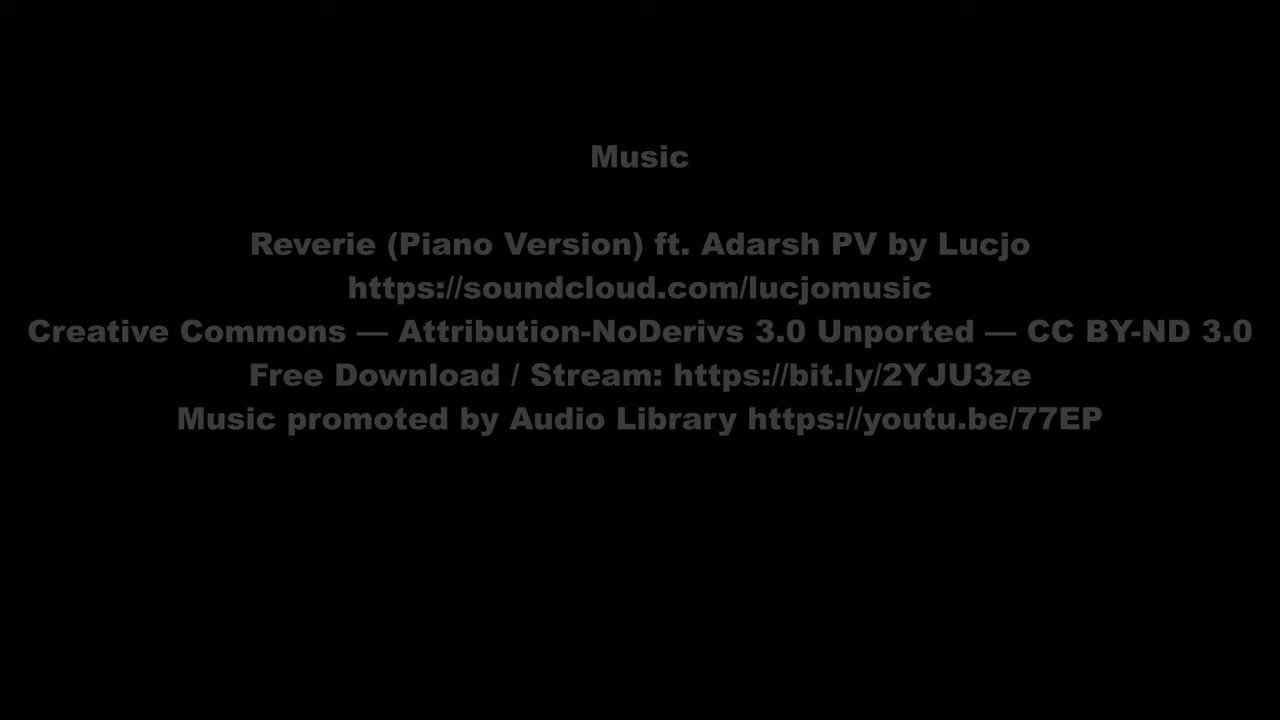 Music
Reverie (Piano Version) ft. Adarsh PV by Lucjo
https://soundcloud.com/lucjomusic
Creative Commons — Attribution-NoDerivs 3.0 Unported — CC BY-ND 3.0
Free Download / Stream: https://bit.ly/2YJU3ze
Music promoted by Audio Library https://youtu.be/77EP